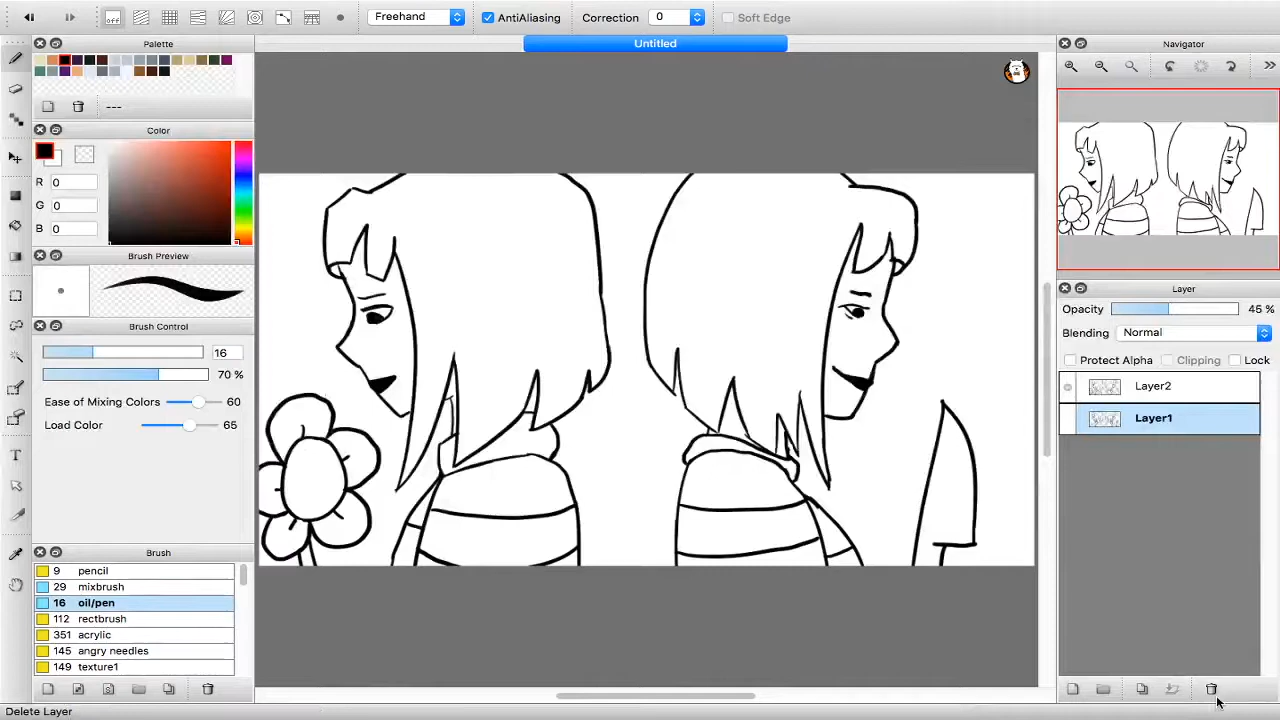 Freehand
AntiAliasing
Correction
0
Soft Edge
Palette
Untitled
Navigator
---
Color
R 0
G 0
B 0
Brush Preview
Brush Control
16
70 %
Ease of Mixing Colors 60
Load Color 65
Layer
Opacity 45 %
Blending Normal
Protect Alpha Clipping Lock
Layer2
Layer1
Brush
9 pencil
29 mixbrush
16 oil/pen
112 rectbrush
351 acrylic
145 angry needles
149 texture1
T
Delete Layer